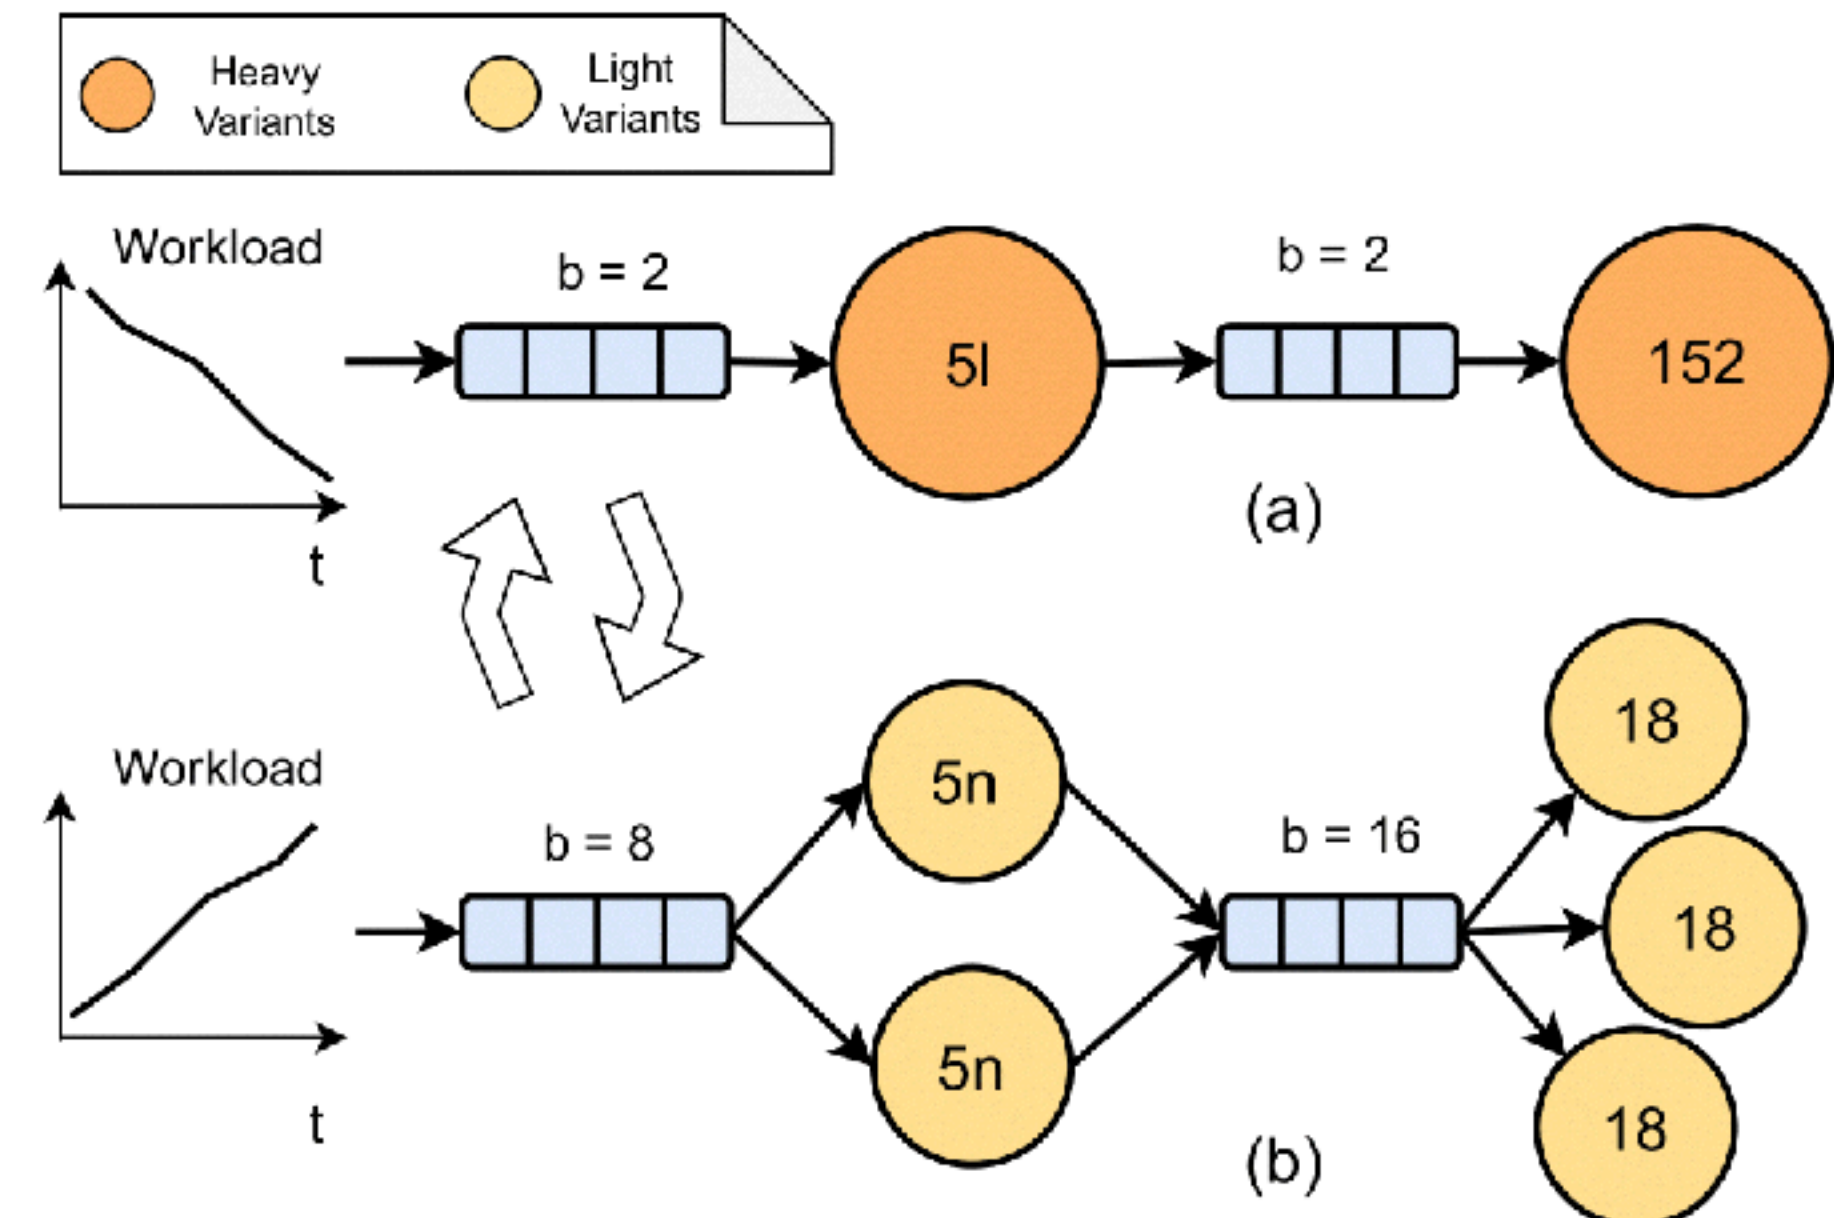 Heavy
Variants
Light
Variants
Workload
b = 2
b = 2
5l
152
(a)
t
Workload
b = 8
5n
b = 16
18
18
5n
18
t
(b)